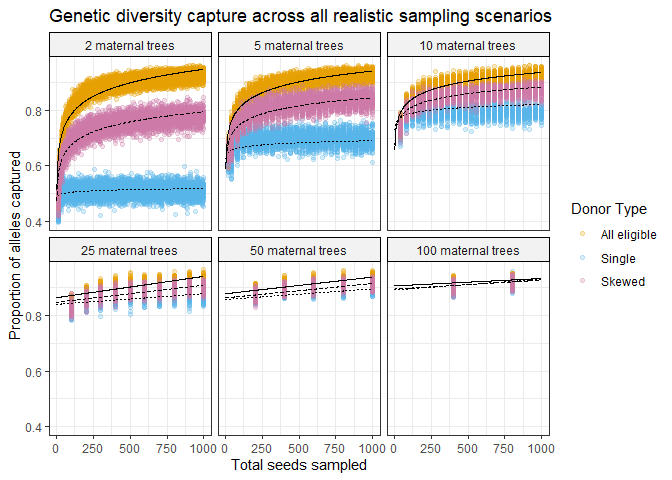 Genetic diversity capture across all realistic sampling scenarios
2 maternal trees
5 maternal trees
10 maternal trees
0.8
0.6
0.4
25 maternal trees
50 maternal trees
100 maternal trees
0.8
0.6
0.4
0 250 500 750 1000
0 250 500 750 1000
0 250 500 750 1000
Total seeds sampled
Proportion of alleles captured
Donor Type
All eligible
Single
Skewed